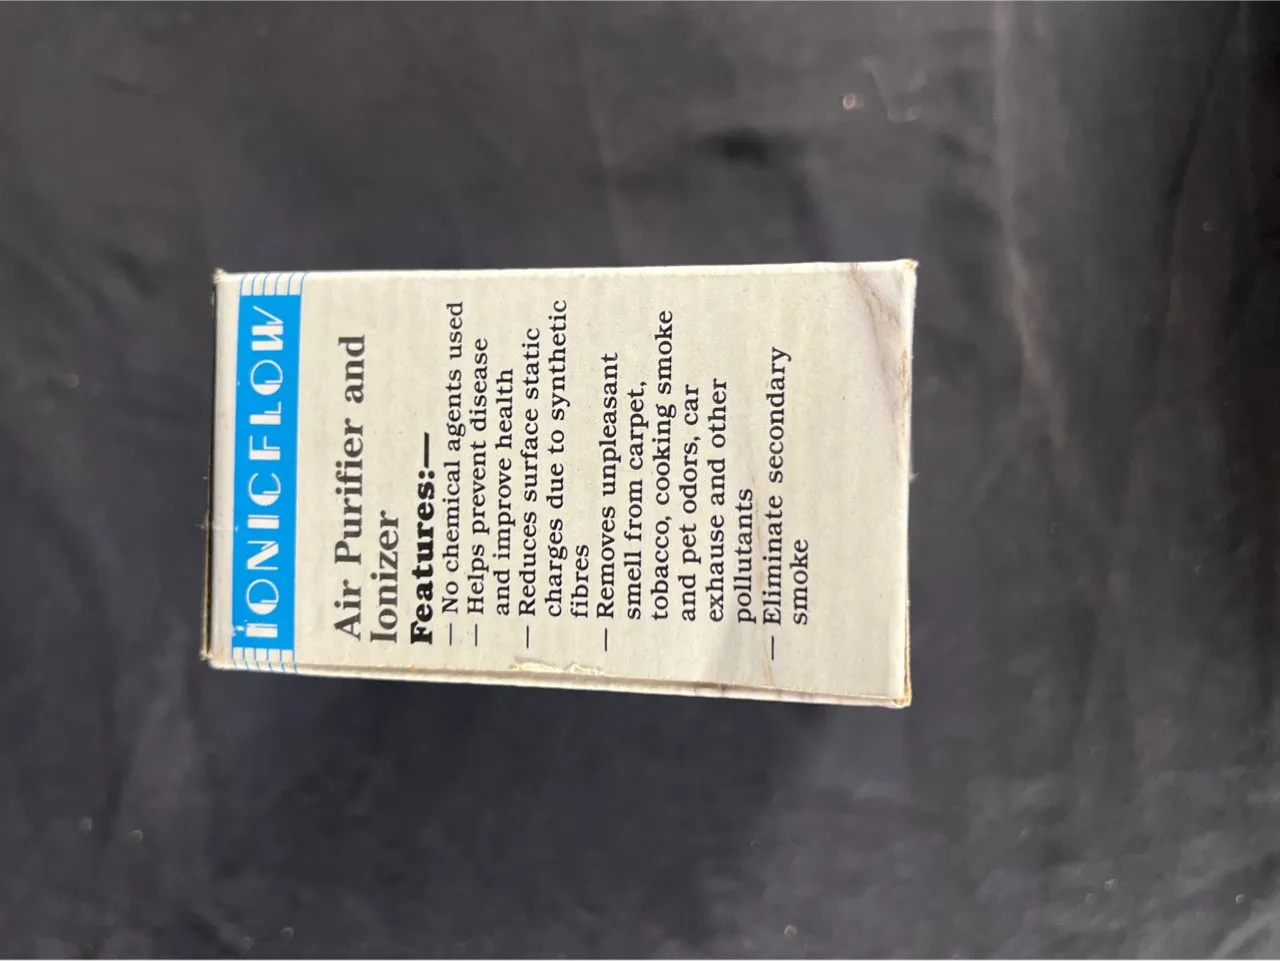 IONICFLOW
Air Purifier and
Ionizer
Features:—
— No chemical agents used
— Helps prevent disease
and improve health
— Reduces surface static
charges due to synthetic
fibres
— Removes unpleasant
smell from carpet,
tobacco, cooking smoke
and pet odors, car
exhause and other
pollutants
— Eliminate secondary
smoke